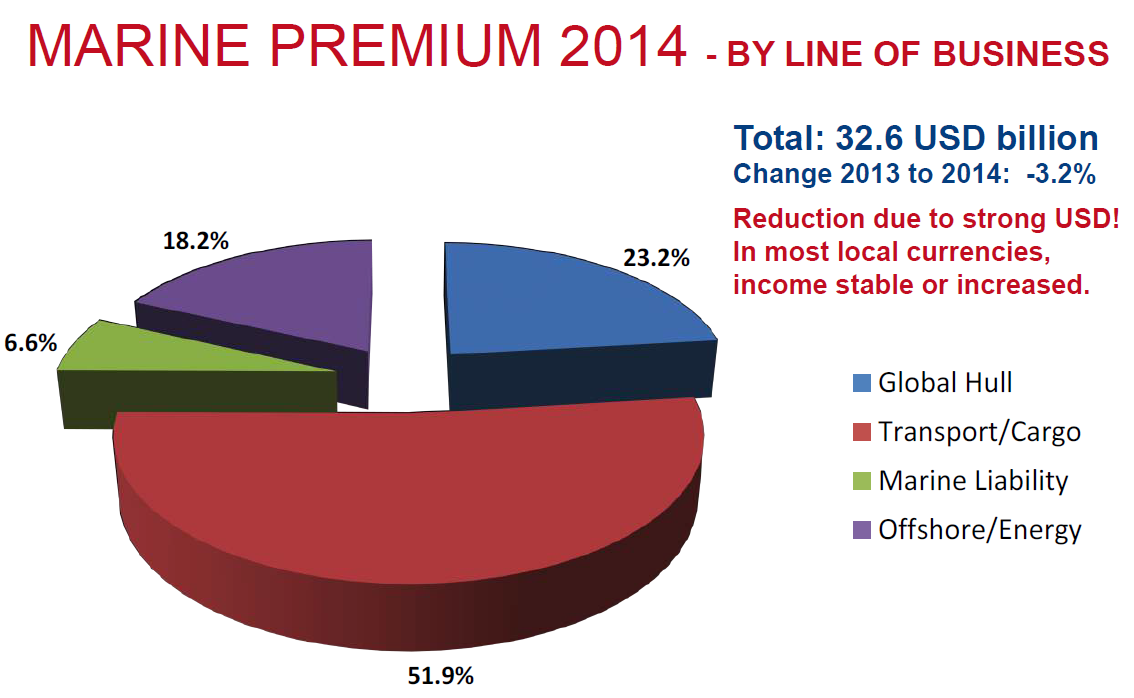 MARINE PREMIUM 2014 - BY LINE OF BUSINESS
Total: 32.6 USD billion
Change 2013 to 2014: -3.2%
Reduction due to strong USD!
In most local currencies,
income stable or increased.
18.2%
23.2%
6.6%
51.9%
Global Hull
Transport/Cargo
Marine Liability
Offshore/Energy